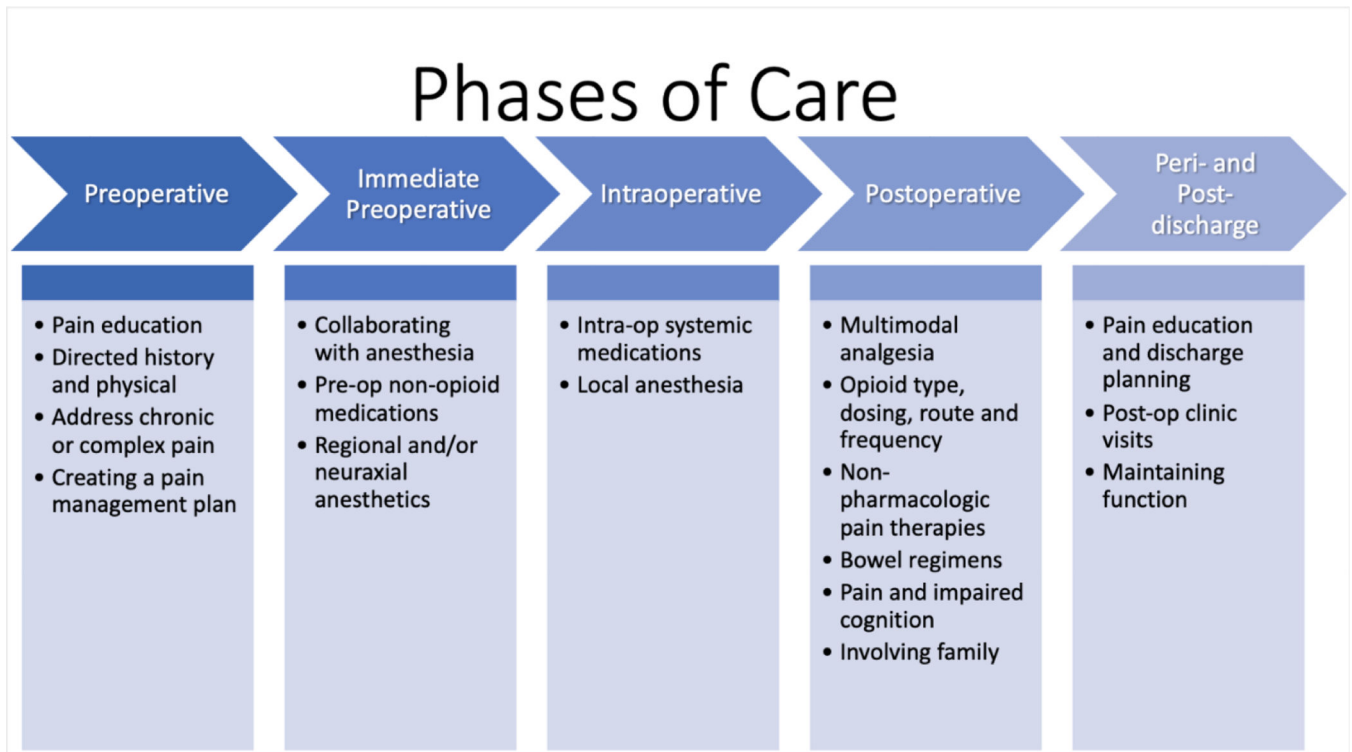 Phases of Care
Preoperative
Immediate
Preoperative
Intraoperative
Postoperative
Peri- and
Post-
discharge
• Pain education
• Directed history
and physical
• Address chronic
or complex pain
• Creating a pain
management plan
• Collaborating
with anesthesia
• Pre-op non-opioid
medications
• Regional and/or
neuraxial
anesthetics
• Intra-op systemic
medications
• Local anesthesia
• Multimodal
analgesia
• Opioid type,
dosing, route and
frequency
• Non-
pharmacologic
pain therapies
• Bowel regimens
• Pain and impaired
cognition
• Involving family
• Pain education
and discharge
planning
• Post-op clinic
visits
• Maintaining
function